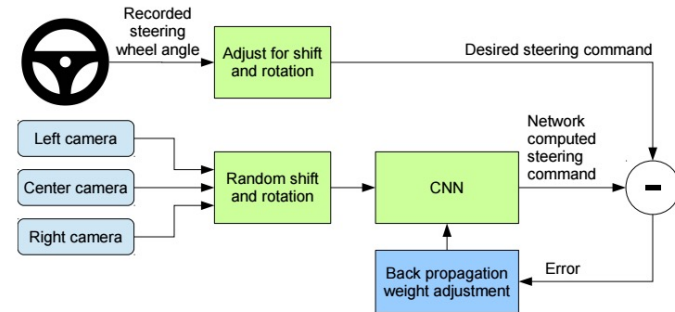 Recorded
steering
wheel angle
Adjust for shift
and rotation
Desired steering command
Left camera
Center camera
Right camera
Random shift
and rotation
CNN
Network
computed
steering
command
-
Back propagation
weight adjustment
Error